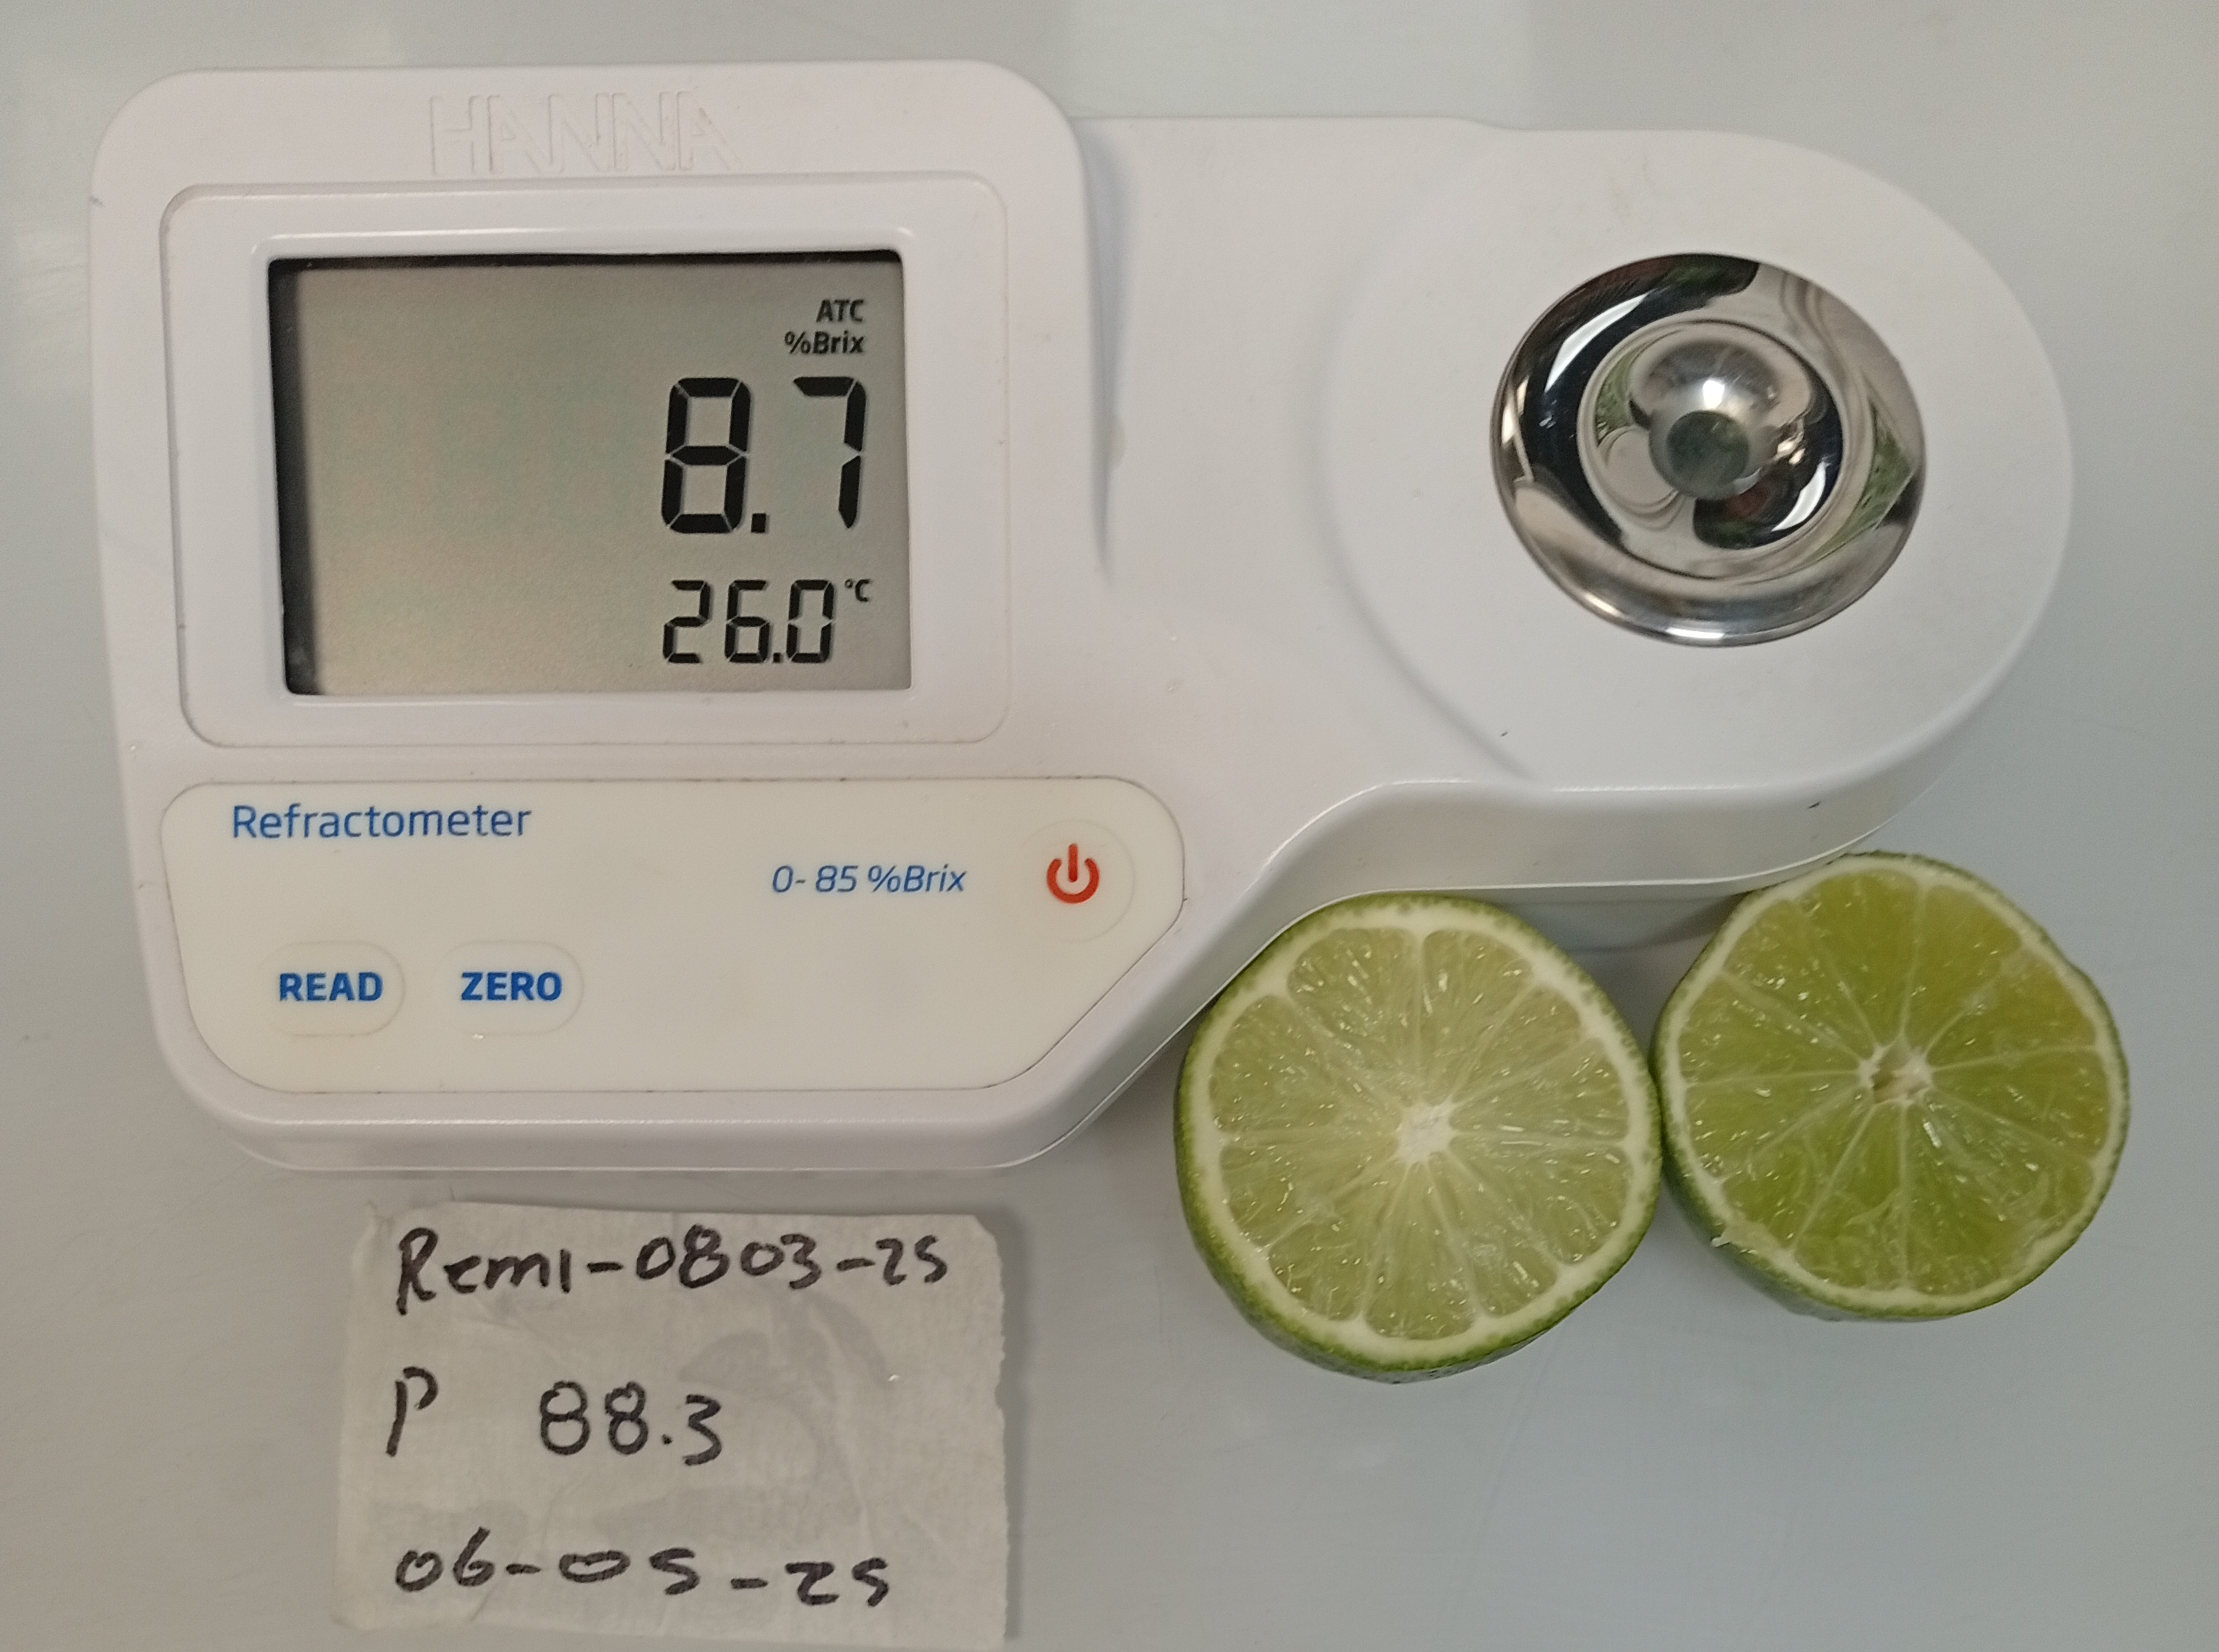 HANNA
ATC
%Brix
8.7
26.0°C
Refractometer
0-85 %Brix
READ ZERO
Remi-0803-25
P 88.3
06-05-25